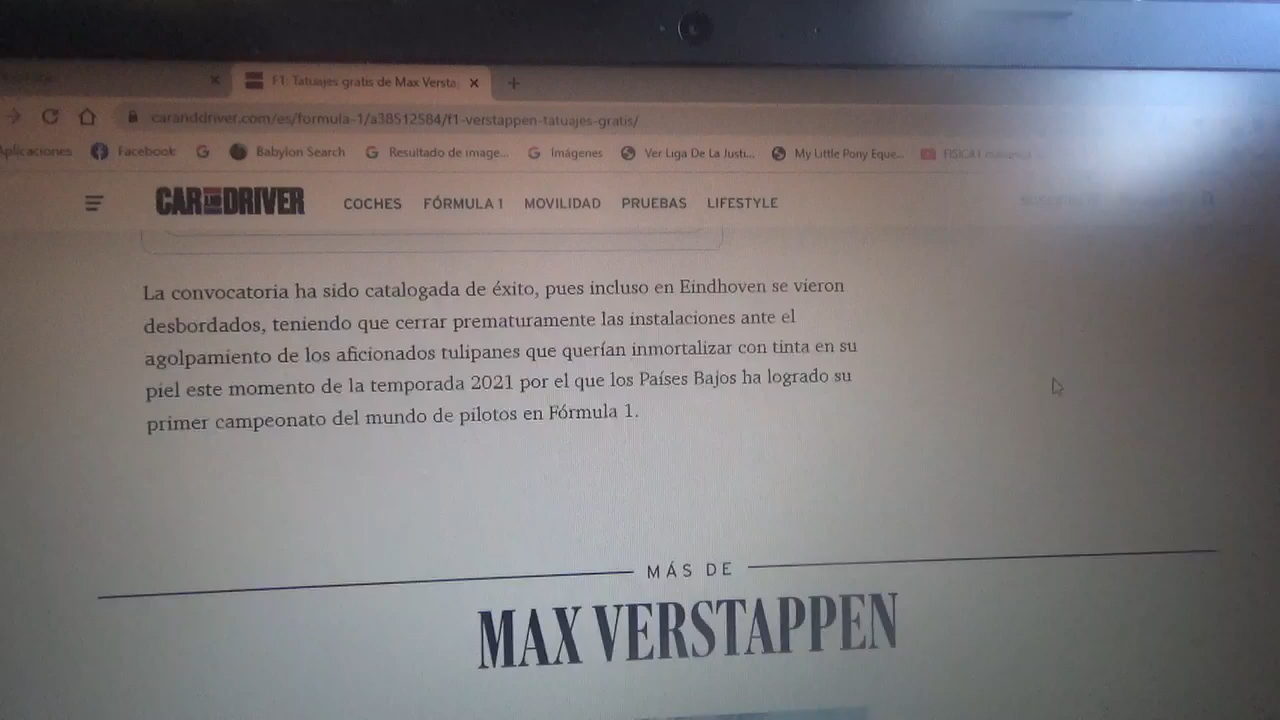 F1: Tatuajes gratis de Max Versta
caranddriver.com/es/formula-1/a38512584/f1-verstappen-tatuajes-gratis/
Aplicaciones Facebook Babylon Search Resultado de image... Imágenes Ver Liga De La Justi... My Little Pony Eque... FISICA I
CAR AND DRIVER COCHES FÓRMULA 1 MOVILIDAD PRUEBAS LIFESTYLE
La convocatoria ha sido catalogada de éxito, pues incluso en Eindhoven se vieron
desbordados, teniendo que cerrar prematuramente las instalaciones ante el
agolpamiento de los aficionados tulipanes que querían inmortalizar con tinta en su
piel este momento de la temporada 2021 por el que los Países Bajos ha logrado su
primer campeonato del mundo de pilotos en Fórmula 1.
MÁS DE
MAX VERSTAPPEN